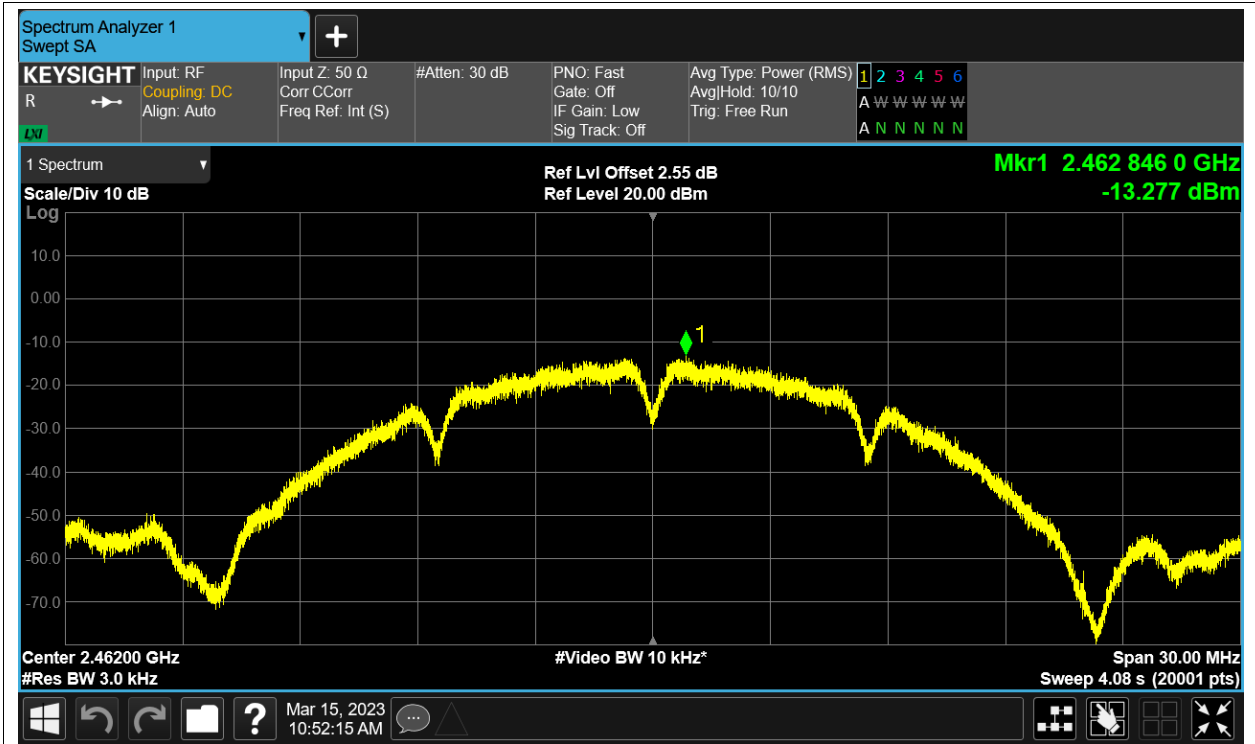 Spectrum Analyzer 1
Swept SA
+
KEYSIGHT
R
LXI
Input: RF
Coupling: DC
Align: Auto
Input Z: 50 Ω
Corr CCorr
Freq Ref: Int (S)
#Atten: 30 dB
PNO: Fast
Gate: Off
IF Gain: Low
Sig Track: Off
Avg Type: Power (RMS)
Avg|Hold: 10/10
Trig: Free Run
1 2 3 4 5 6
A W W W W W
A N N N N N
1 Spectrum
Scale/Div 10 dB
Log
Ref Lvl Offset 2.55 dB
Ref Level 20.00 dBm
Mkr1 2.462 846 0 GHz
-13.277 dBm
10.0
0.00
-10.0
-20.0
-30.0
-40.0
-50.0
-60.0
-70.0
1
Center 2.46200 GHz
#Res BW 3.0 kHz
#Video BW 10 kHz*
Span 30.00 MHz
Sweep 4.08 s (20001 pts)
?
Mar 15, 2023
10:52:15 AM